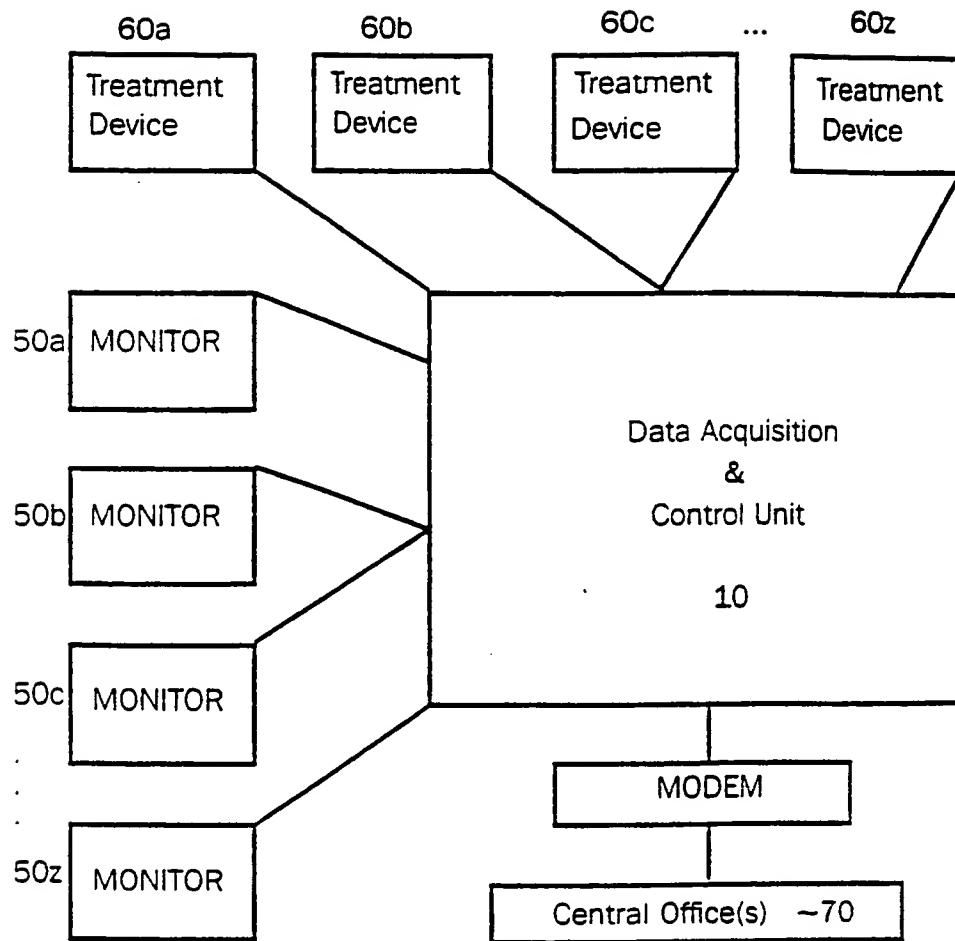 60a 60b 60c ... 60z
Treatment Device
Treatment Device
Treatment Device
Treatment Device
50a MONITOR
50b MONITOR
50c MONITOR
50z MONITOR
Data Acquisition
&
Control Unit
10
MODEM
Central Office(s) ~70